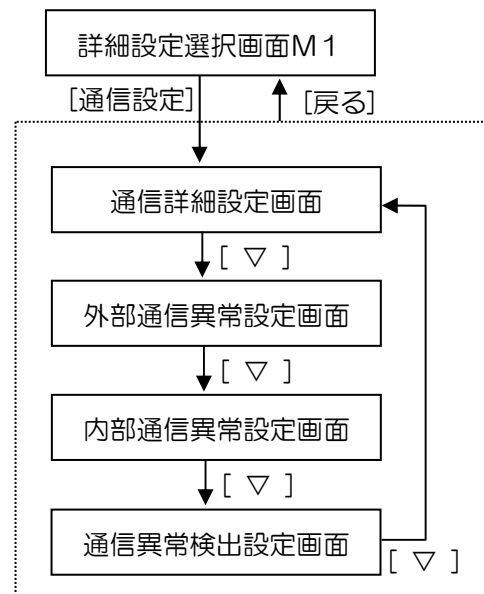 詳細設定選択画面M１
[通信設定] [戻る]
通信詳細設定画面
[ ▽ ]
外部通信異常設定画面
[ ▽ ]
内部通信異常設定画面
[ ▽ ]
通信異常検出設定画面
[ ▽ ]